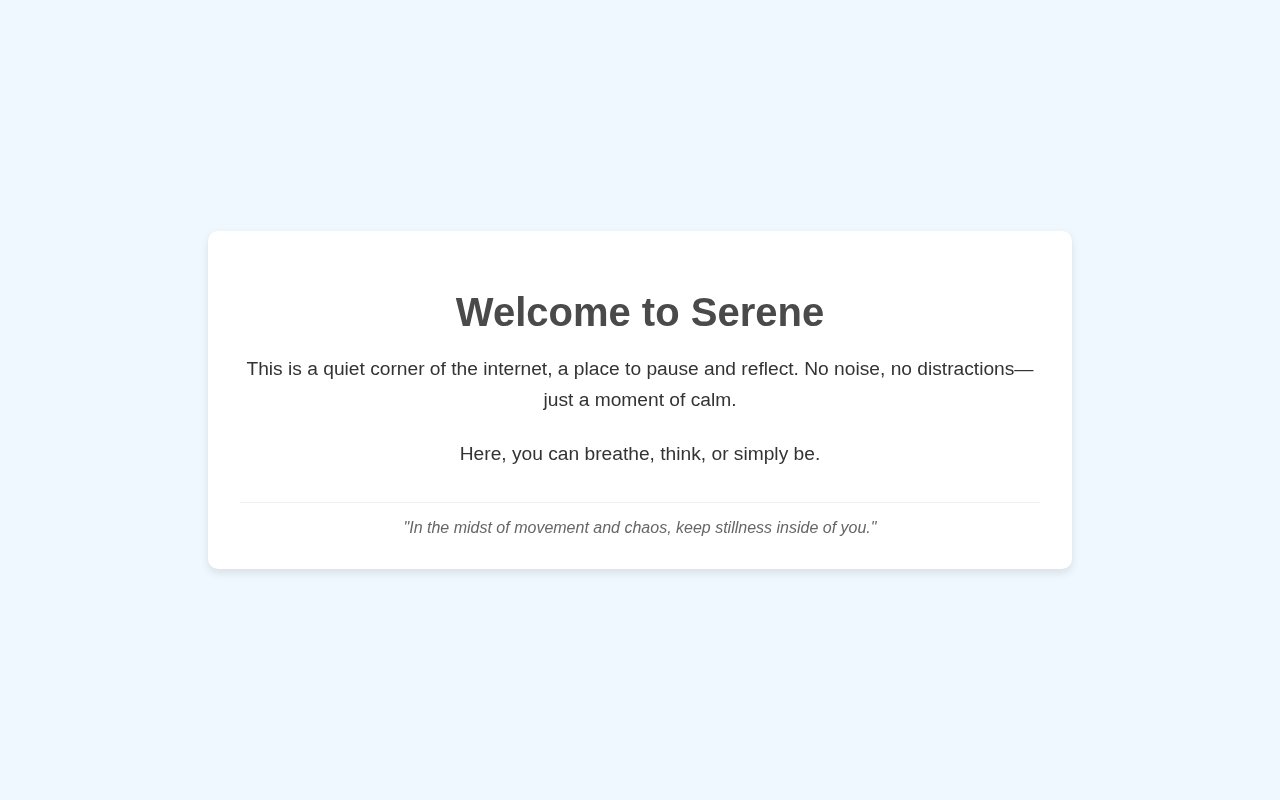 Welcome to Serene
This is a quiet corner of the internet, a place to pause and reflect. No noise, no distractions—
just a moment of calm.
Here, you can breathe, think, or simply be.
"In the midst of movement and chaos, keep stillness inside of you."